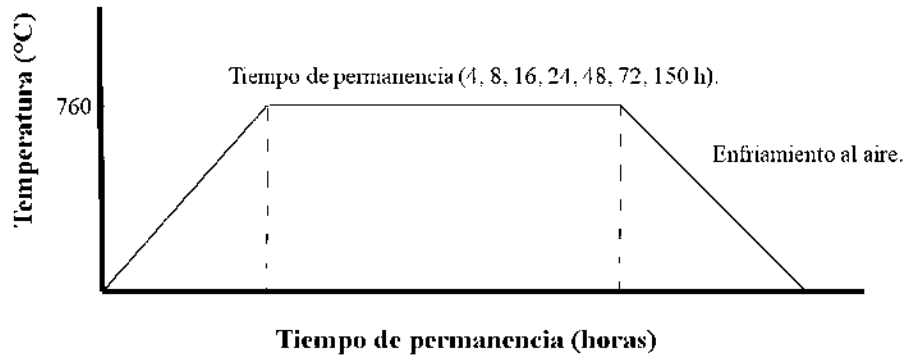 Temperatura (°C)
Tiempo de permanencia (4, 8, 16, 24, 48, 72, 150 h).
760
Enfriamiento al aire.
Tiempo de permanencia (horas)